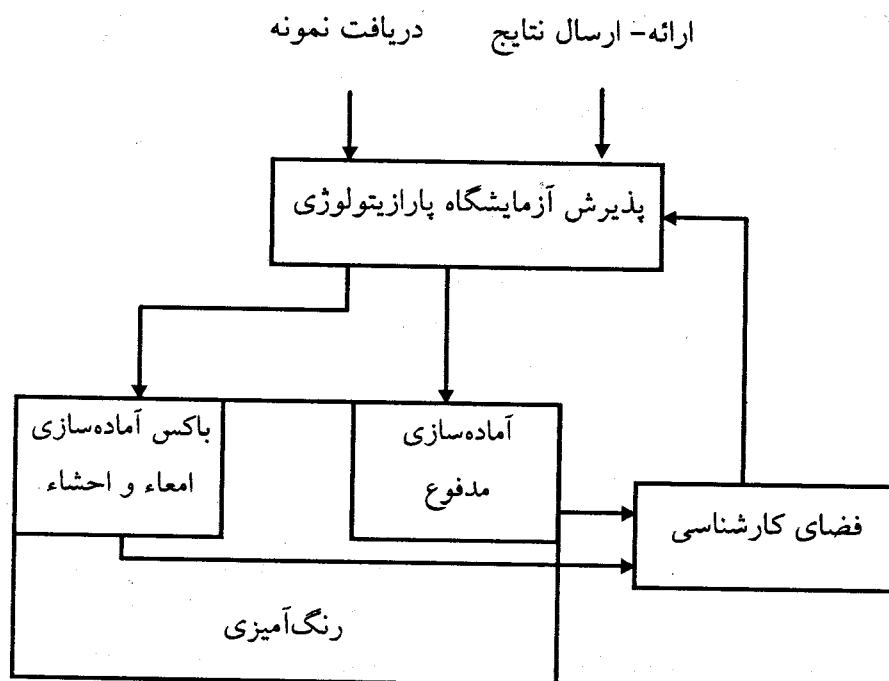 ارائه- ارسال نتایج
دریافت نمونه
پذیرش آزمایشگاه پارازیتولوژی
آماده‌سازی
مدفوع
باکس آماده‌سازی
امعاء و احشاء
فضای کارشناسی
رنگ‌آمیزی